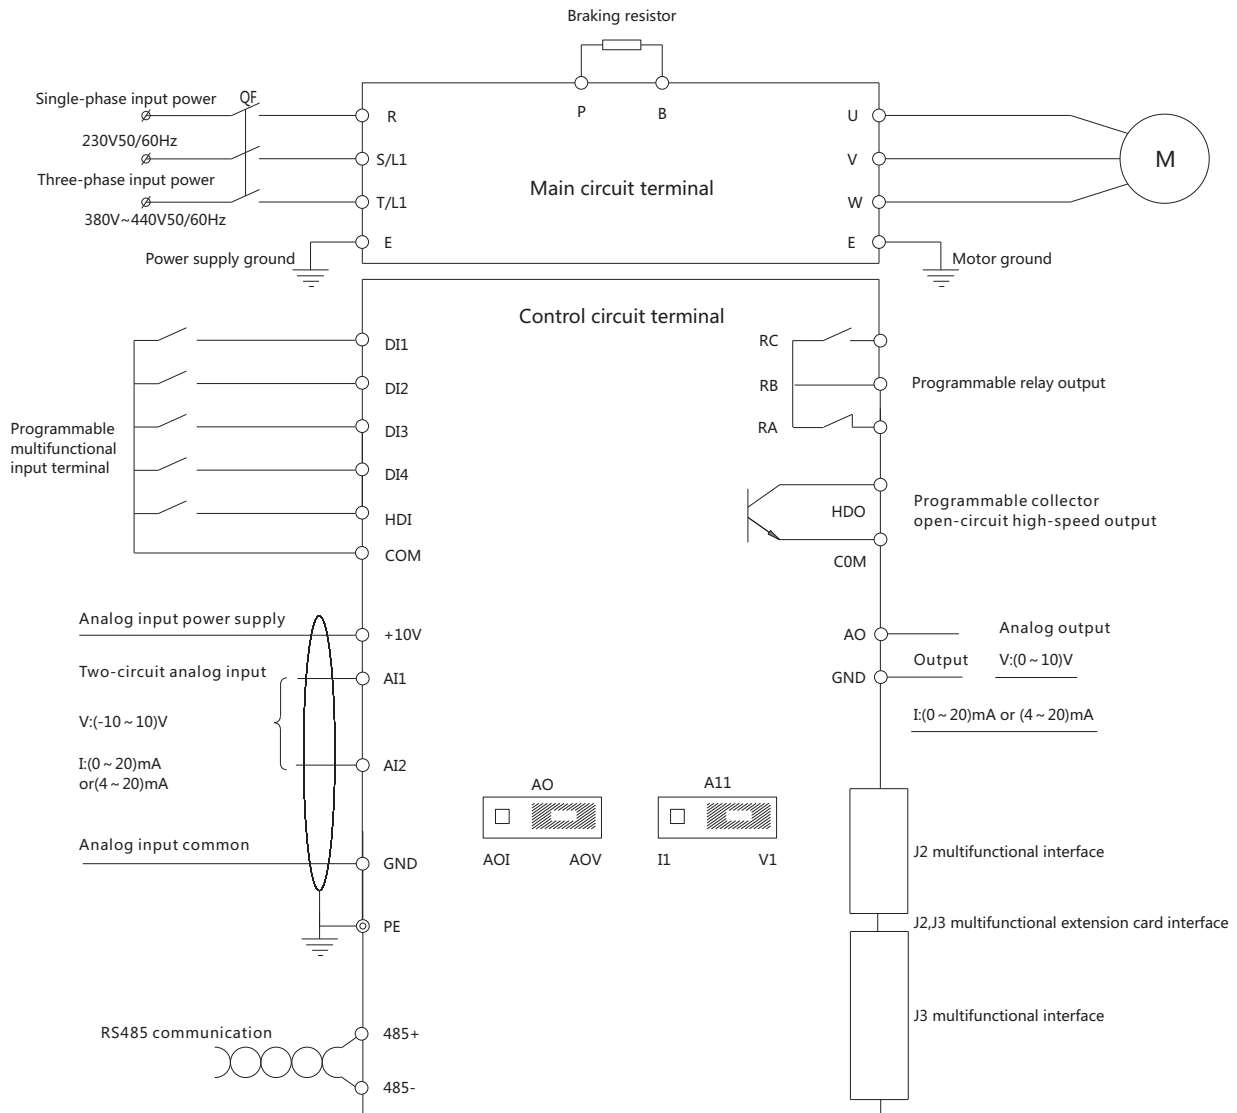 Braking resistor
Single-phase input power
QF
P
B
R
U
230V50/60Hz
S/L1
V
M
Three-phase input power
Main circuit terminal
T/L1
W
380V~440V50/60Hz
E
E
Power supply ground
Motor ground
Control circuit terminal
DI1
RC
DI2
RB
Programmable relay output
Programmable
multifunctional
input terminal
DI3
RA
DI4
HDI
HDO
Programmable collector
open-circuit high-speed output
COM
C0M
Analog input power supply
+10V
AO
Analog output
Two-circuit analog input
AI1
GND
Output
V:(0~10)V
V:(-10~10)V
I:(0~20)mA or (4~20)mA
I:(0~20)mA
or(4~20)mA
AI2
AO
A11
Analog input common
GND
AOI
AOV
I1
V1
J2 multifunctional interface
PE
J2,J3 multifunctional extension card interface
J3 multifunctional interface
RS485 communication
485+
485-